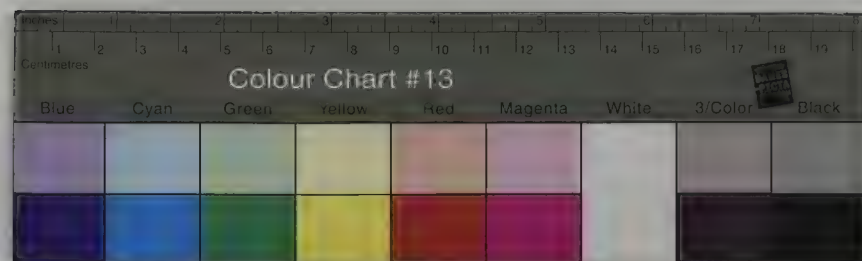 Inches 1 2 3 4 5 6 7
1 2 3 4 5 6 7 8 9 10 11 12 13 14 15 16 17 18 19
Centimetres
Colour Chart #13
Blue Cyan Green Yellow Red Magenta White 3/Color Black